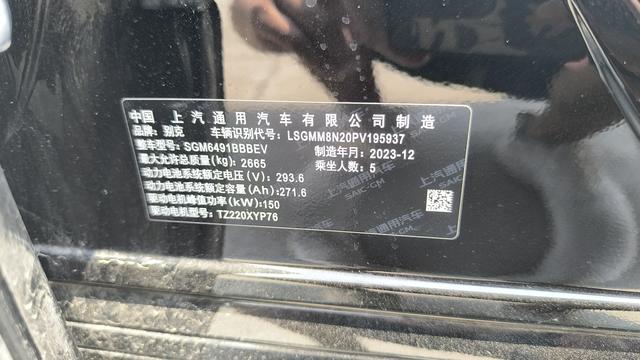 中国 上汽通用汽车有限公司制造
品牌: 别克 车辆识别代号: LSGMM8N20PV195937
整车型号: SGM6491BBBEV 制造年月: 2023-12
最大允许总质量(kg): 2665 乘坐人数: 5
动力电池系统额定电压(V): 293.6
动力电池系统额定容量(Ah): 271.6
驱动电机峰值功率(kW): 150
驱动电机型号: TZ220XYP76
上汽通用汽车
SAIC-GM